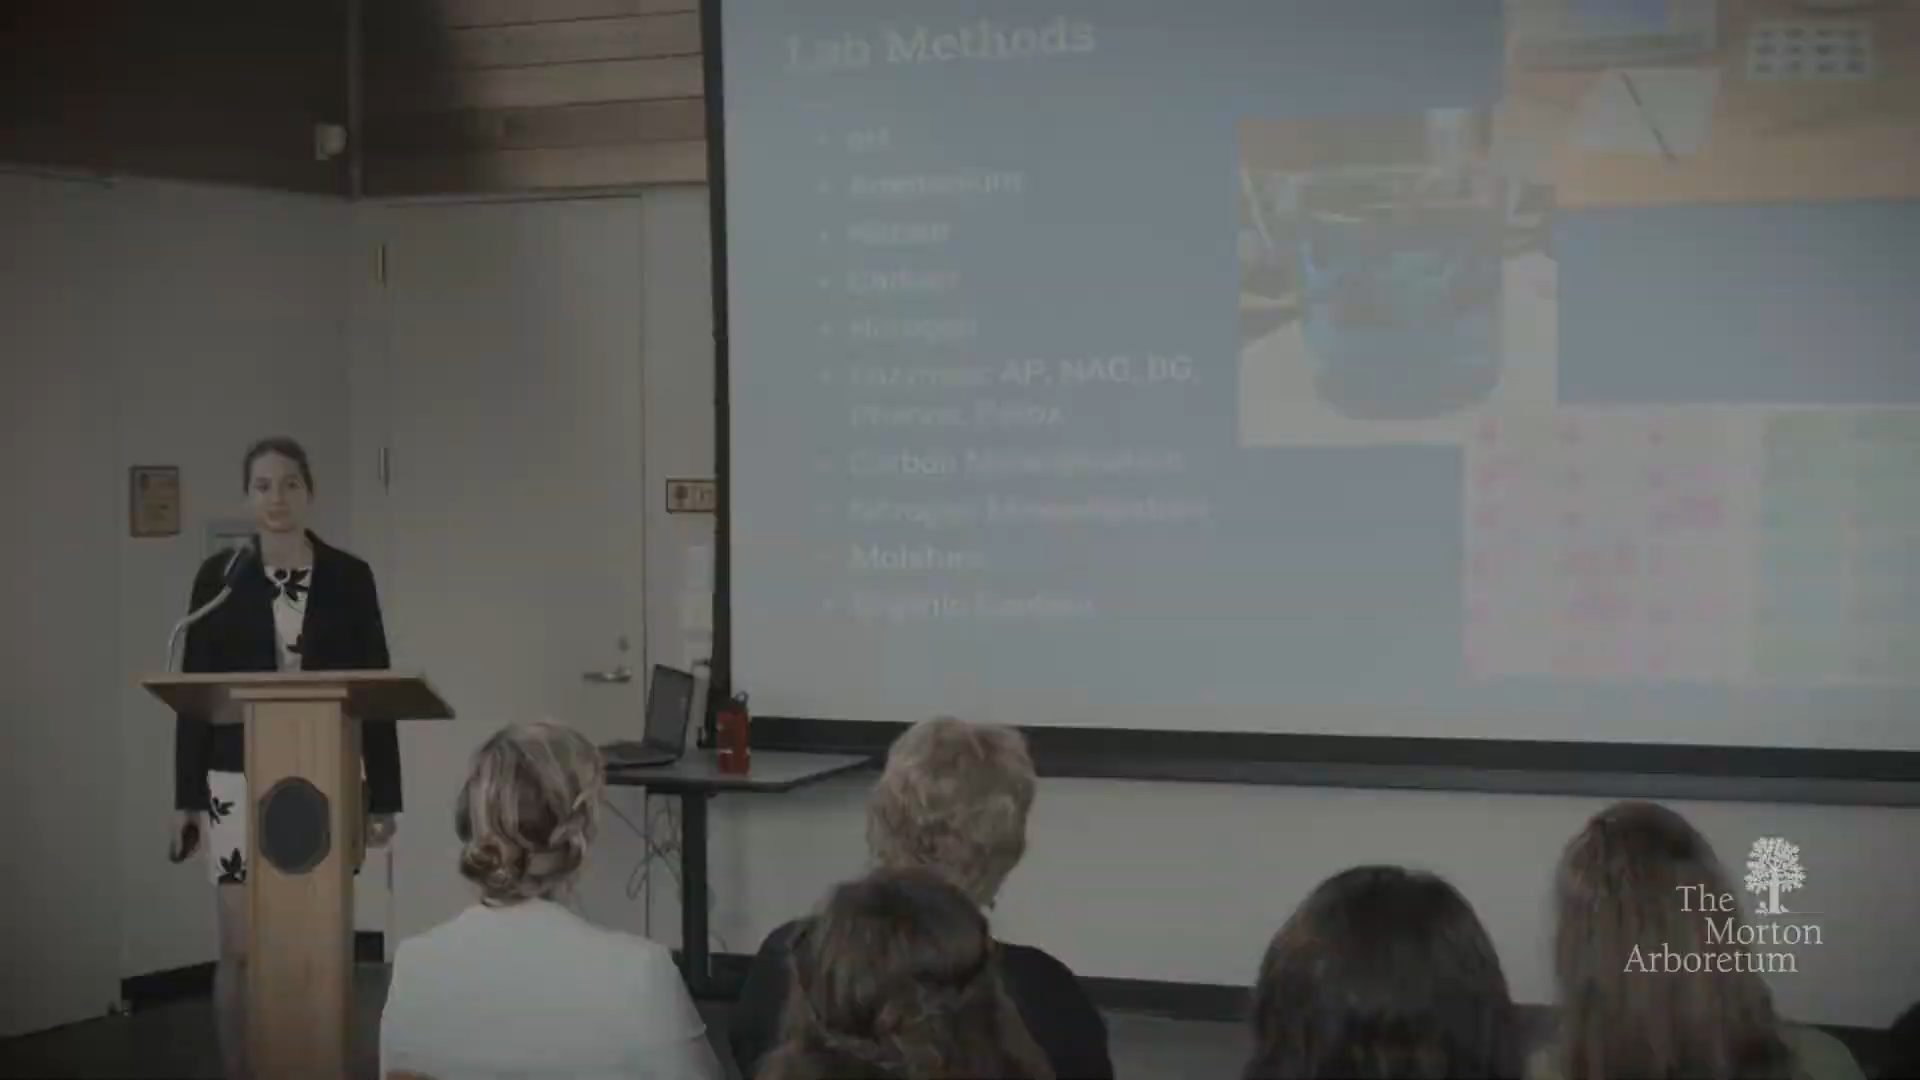 Lab Methods
pH
Ammonium
Nitrate
Carbon
Nitrogen
Enzymes: AP, NAG, BG,
Phenox, Perox
Carbon Mineralization
Nitrogen Mineralization
Moisture
Organic Content
The
Morton
Arboretum